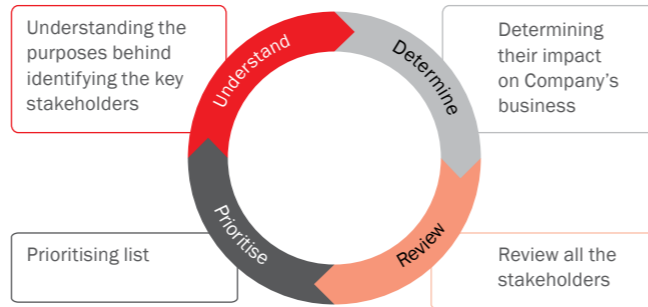 Understanding the
purposes behind
identifying the key
stakeholders
Understand
Determine
Determining
their impact
on Company's
business
Prioritising list
Prioritise
Review
Review all the
stakeholders